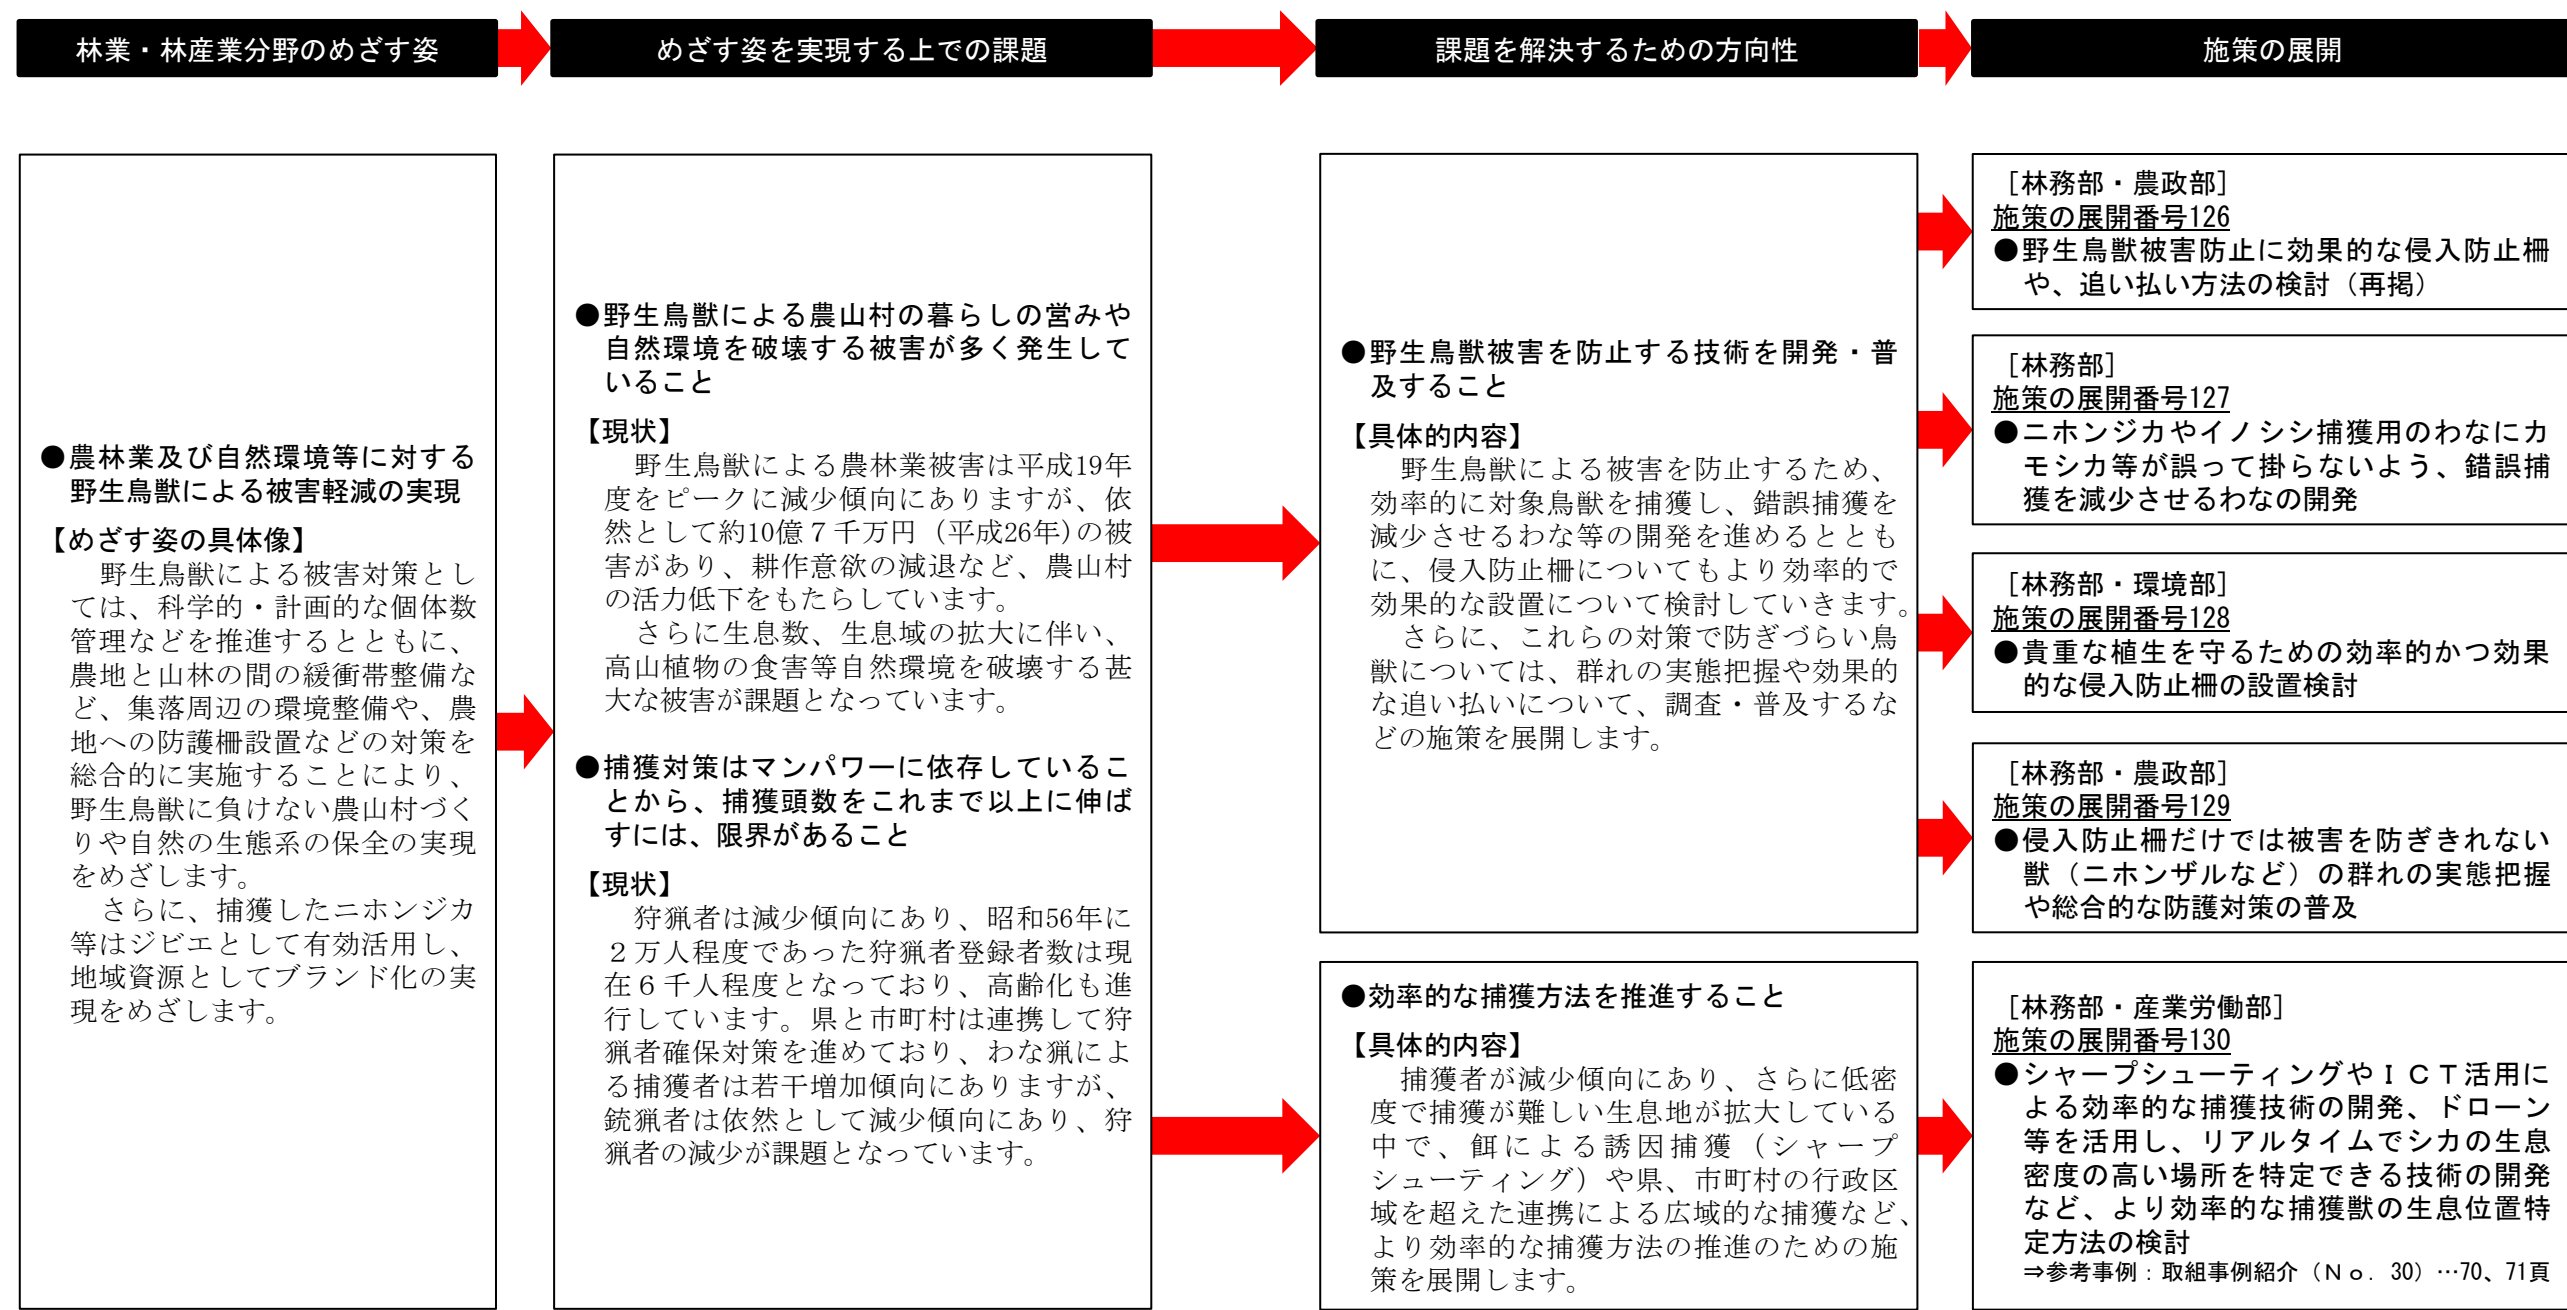 林業・林産業分野のめざす姿
めざす姿を実現する上での課題
課題を解決するための方向性
施策の展開
●農林業及び自然環境等に対する
野生鳥獣による被害軽減の実現
【めざす姿の具体像】
野生鳥獣による被害対策とし
ては、科学的・計画的な個体数
管理などを推進するとともに、
農地と山林の間の緩衝帯整備な
ど、集落周辺の環境整備や、農
地への防護柵設置などの対策を
総合的に実施することにより、
野生鳥獣に負けない農山村づく
りや自然の生態系の保全の実現
をめざします。
さらに、捕獲したニホンジカ
等はジビエとして有効活用し、
地域資源としてブランド化の実
現をめざします。
●野生鳥獣による農山村の暮らしの営みや
自然環境を破壊する被害が多く発生して
いること
【現状】
野生鳥獣による農林業被害は平成19年
度をピークに減少傾向にありますが、依
然として約10億7千万円（平成26年)の被
害があり、耕作意欲の減退など、農山村
の活力低下をもたらしています。
さらに生息数、生息域の拡大に伴い、
高山植物の食害等自然環境を破壊する甚
大な被害が課題となっています。
●捕獲対策はマンパワーに依存しているこ
とから、捕獲頭数をこれまで以上に伸ば
すには、限界があること
【現状】
狩猟者は減少傾向にあり、昭和56年に
２万人程度であった狩猟者登録者数は現
在６千人程度となっており、高齢化も進
行しています。県と市町村は連携して狩
猟者確保対策を進めており、わな猟によ
る捕獲者は若干増加傾向にありますが、
銃猟者は依然として減少傾向にあり、狩
猟者の減少が課題となっています。
●野生鳥獣被害を防止する技術を開発・普
及すること
【具体的内容】
野生鳥獣による被害を防止するため、
効率的に対象鳥獣を捕獲し、錯誤捕獲を
減少させるわな等の開発を進めるととも
に、侵入防止柵についてもより効率的で
効果的な設置について検討していきます。
さらに、これらの対策で防ぎづらい鳥
獣については、群れの実態把握や効果的
な追い払いについて、調査・普及するな
どの施策を展開します。
●効率的な捕獲方法を推進すること
【具体的内容】
捕獲者が減少傾向にあり、さらに低密
度で捕獲が難しい生息地が拡大している
中で、餌による誘因捕獲（シャープ
シューティング）や県、市町村の行政区
域を超えた連携による広域的な捕獲など、
より効率的な捕獲方法の推進のための施
策を展開します。
［林務部・農政部］
施策の展開番号126
●野生鳥獣被害防止に効果的な侵入防止柵
や、追い払い方法の検討（再掲）
［林務部］
施策の展開番号127
●ニホンジカやイノシシ捕獲用のわなにカ
モシカ等が誤って掛らないよう、錯誤捕
獲を減少させるわなの開発
［林務部・環境部］
施策の展開番号128
●貴重な植生を守るための効率的かつ効果
的な侵入防止柵の設置検討
［林務部・農政部］
施策の展開番号129
●侵入防止柵だけでは被害を防ぎきれない
獣（ニホンザルなど）の群れの実態把握
や総合的な防護対策の普及
［林務部・産業労働部］
施策の展開番号130
●シャープシューティングやＩＣＴ活用に
よる効率的な捕獲技術の開発、ドローン
等を活用し、リアルタイムでシカの生息
密度の高い場所を特定できる技術の開発
など、より効率的な捕獲獣の生息位置特
定方法の検討
⇒参考事例：取組事例紹介（Ｎｏ．30）…70、71頁